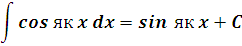 ∫ cos як x dx = sin як x + C